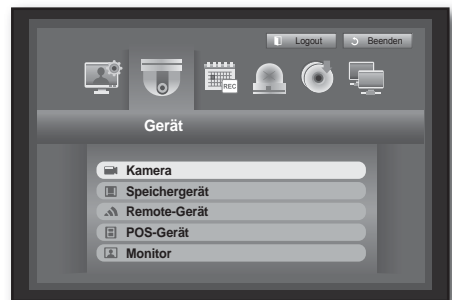 Logout Beenden
REC
Gerät
Kamera
Speichergerät
Remote-Gerät
POS-Gerät
Monitor